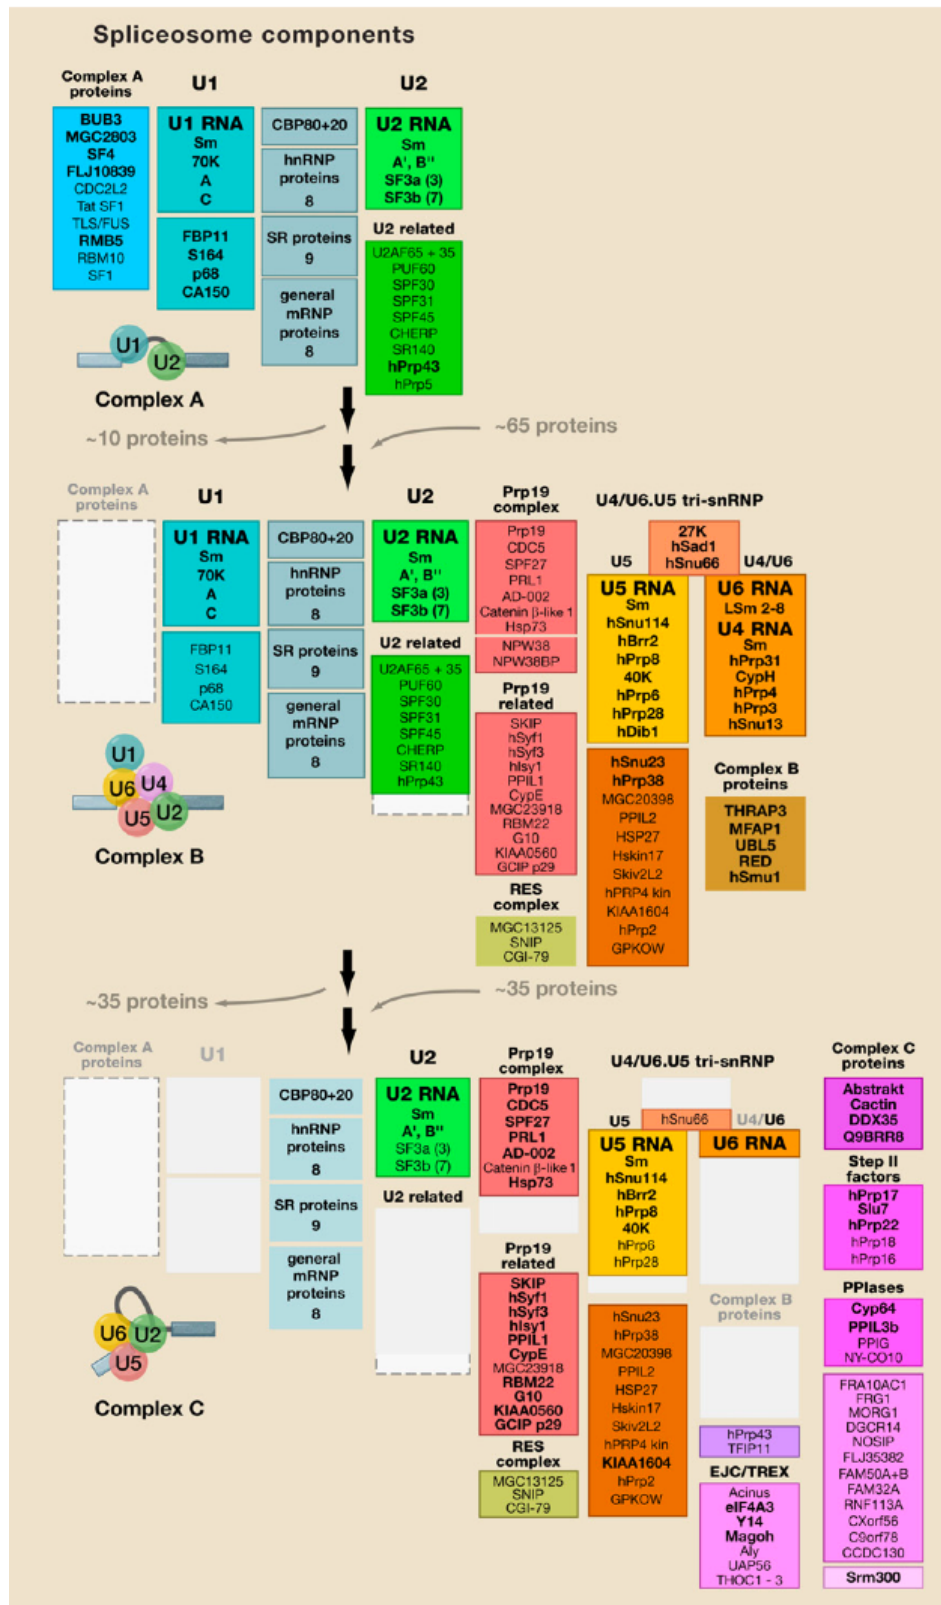 Spliceosome components
Complex A
proteins
BUB3
MGC2803
SF4
FLJ10839
CDC2L2
Tat SF1
TLS/FUS
RMB5
RBM10
SF1
U1
U1 RNA
Sm
70K
A
C
FBP11
S164
p68
CA150
CBP80+20
hnRNP
proteins
8
SR proteins
9
general
mRNP
proteins
8
U2
U2 RNA
Sm
A', B"
SF3a (3)
SF3b (7)
U2 related
U2AF65 + 35
PUF60
SPF30
SPF31
SPF45
CHERP
SR140
hPrp43
hPrp5
U1
U2
Complex A
~10 proteins
~65 proteins
Complex A
proteins
U1
U1 RNA
Sm
70K
A
C
FBP11
S164
p68
CA150
CBP80+20
hnRNP
proteins
8
SR proteins
9
general
mRNP
proteins
8
U2
U2 RNA
Sm
A', B"
SF3a (3)
SF3b (7)
U2 related
U2AF65 + 35
PUF60
SPF30
SPF31
SPF45
CHERP
SR140
hPrp43
Prp19
complex
Prp19
CDC5
SPF27
PRL1
AD-002
Catenin β-like 1
Hsp73
NPW38
NPW38BP
Prp19
related
SKIP
hSyf1
hSyf3
hIsy1
PPIL1
CypE
MGC23918
RBM22
G10
KIAA0560
GCIP p29
RES
complex
MGC13125
SNIP
CGI-79
U4/U6.U5 tri-snRNP
27K
hSad1
hSnu66
U5
U5 RNA
Sm
hSnu114
hBrr2
hPrp8
40K
hPrp6
hPrp28
hDib1
hSnu23
hPrp38
MGC20398
PPIL2
HSP27
Hskin17
Skiv2L2
hPRP4 kin
KIAA1604
hPrp2
GPKOW
U4/U6
U6 RNA
LSm 2-8
U4 RNA
Sm
hPrp31
CypH
hPrp4
hPrp3
hSnu13
Complex B
proteins
THRAP3
MFAP1
UBL5
RED
hSmu1
U1
U6
U4
U5
U2
Complex B
~35 proteins
~35 proteins
Complex A
proteins
U1
CBP80+20
hnRNP
proteins
8
SR proteins
9
general
mRNP
proteins
8
U2
U2 RNA
Sm
A', B"
SF3a (3)
SF3b (7)
U2 related
Prp19
complex
Prp19
CDC5
SPF27
PRL1
AD-002
Catenin β-like 1
Hsp73
Prp19
related
SKIP
hSyf1
hSyf3
hIsy1
PPIL1
CypE
MGC23918
RBM22
G10
KIAA0560
GCIP p29
RES
complex
MGC13125
SNIP
CGI-79
U4/U6.U5 tri-snRNP
hSnu66
U5
U5 RNA
Sm
hSnu114
hBrr2
hPrp8
40K
hPrp6
hPrp28
hSnu23
hPrp38
MGC20398
PPIL2
HSP27
Hskin17
Skiv2L2
hPRP4 kin
KIAA1604
hPrp2
GPKOW
U4/U6
U6 RNA
Complex B
proteins
hPrp43
TFIP11
EJC/TREX
Acinus
eIF4A3
Y14
Magoh
Aly
UAP56
THOC1 - 3
Complex C
proteins
Abstrakt
Cactin
DDX35
Q9BRR8
Step II
factors
hPrp17
Slu7
hPrp22
hPrp18
hPrp16
PPIases
Cyp64
PPIL3b
PPIG
NY-CO10
FRA10AC1
FRG1
MORG1
DGCR14
NOSIP
FLJ35382
FAM50A+B
FAM32A
RNF113A
CXorf56
C9orf78
CCDC130
Srm300
U6
U2
U5
Complex C